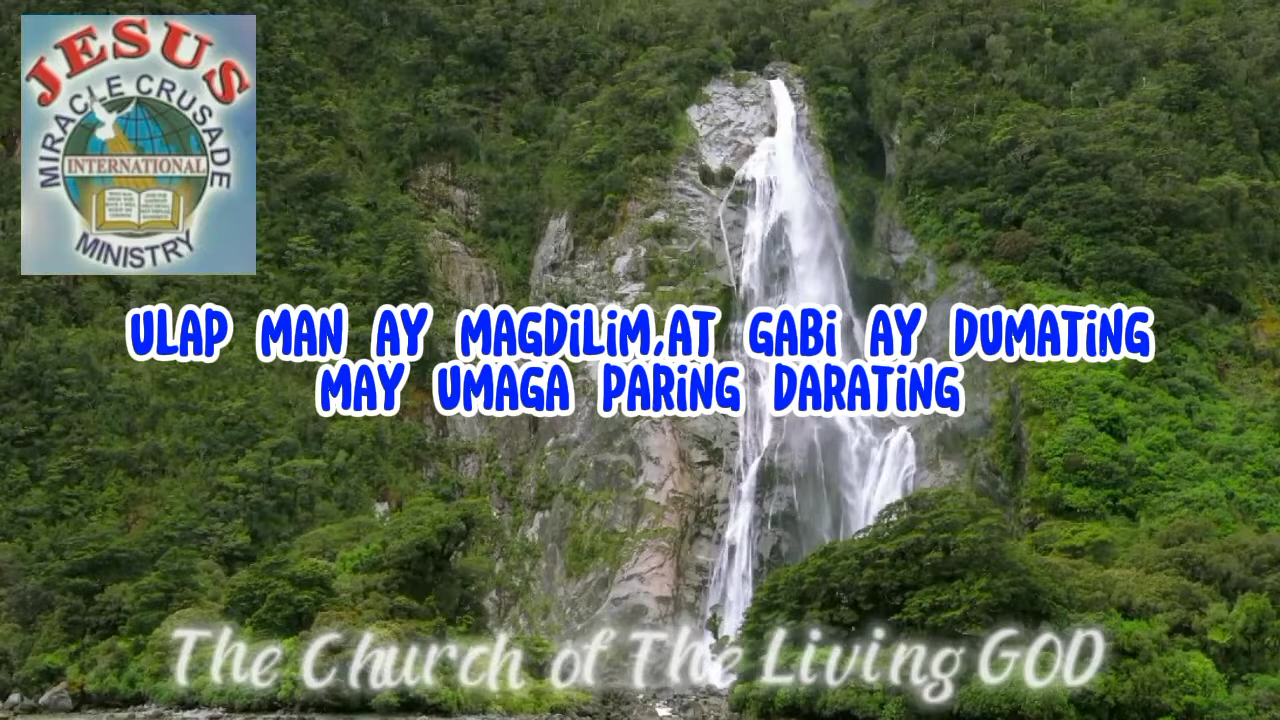 JESUS
MIRACLE CRUSADE
INTERNATIONAL
MINISTRY
ULAP MAN AY MAGDiLiM,AT GABi AY DUMATiNG
MAY UMAGA PARiNG DARATiNG
The Church of The Living GOD